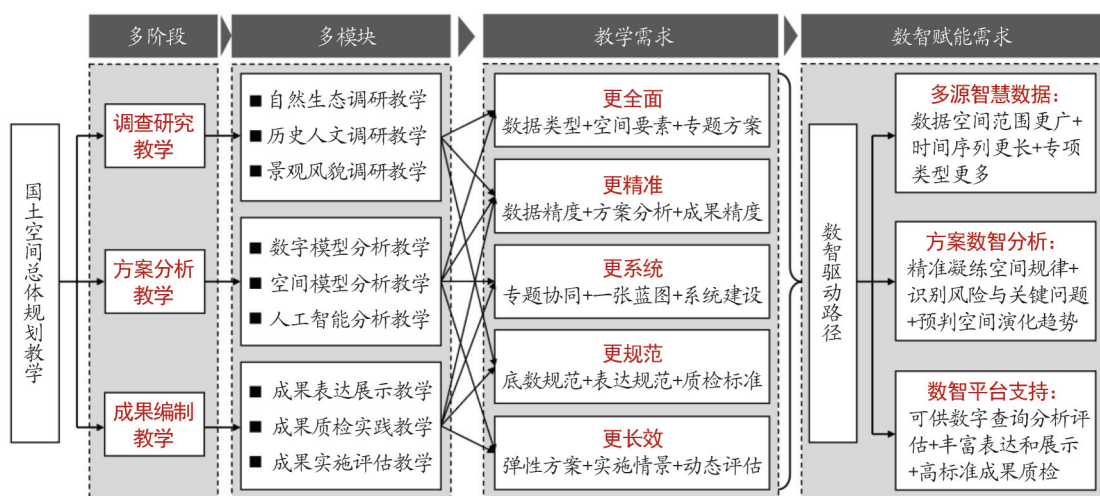 多阶段
多模块
教学需求
数智赋能需求
国土空间总体规划教学
调查研究
教学
方案分析
教学
成果编制
教学
■ 自然生态调研教学
■ 历史人文调研教学
■ 景观风貌调研教学
■ 数字模型分析教学
■ 空间模型分析教学
■ 人工智能分析教学
■ 成果表达展示教学
■ 成果质检实践教学
■ 成果实施评估教学
更全面
数据类型+空间要素+专题方案
更精准
数据精度+方案分析+成果精度
更系统
专题协同+一张蓝图+系统建设
更规范
底数规范+表达规范+质检标准
更长效
弹性方案+实施情景+动态评估
数智驱动路径
多源智慧数据：
数据空间范围更广+
时间序列更长+专项
类型更多
方案数智分析：
精准凝练空间规律+
识别风险与关键问题
+预判空间演化趋势
数智平台支持：
可供数字查询分析评
估+丰富表达和展示
+高标准成果质检